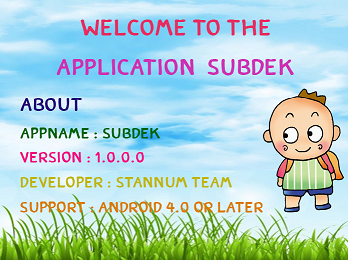 WELCOME TO THE
APPLICATION SUBDEK
ABOUT
APPNAME : SUBDEK
VERSION : 1.0.0.0
DEVELOPER : STANNUM TEAM
SUPPORT : ANDROID 4.0 OR LATER